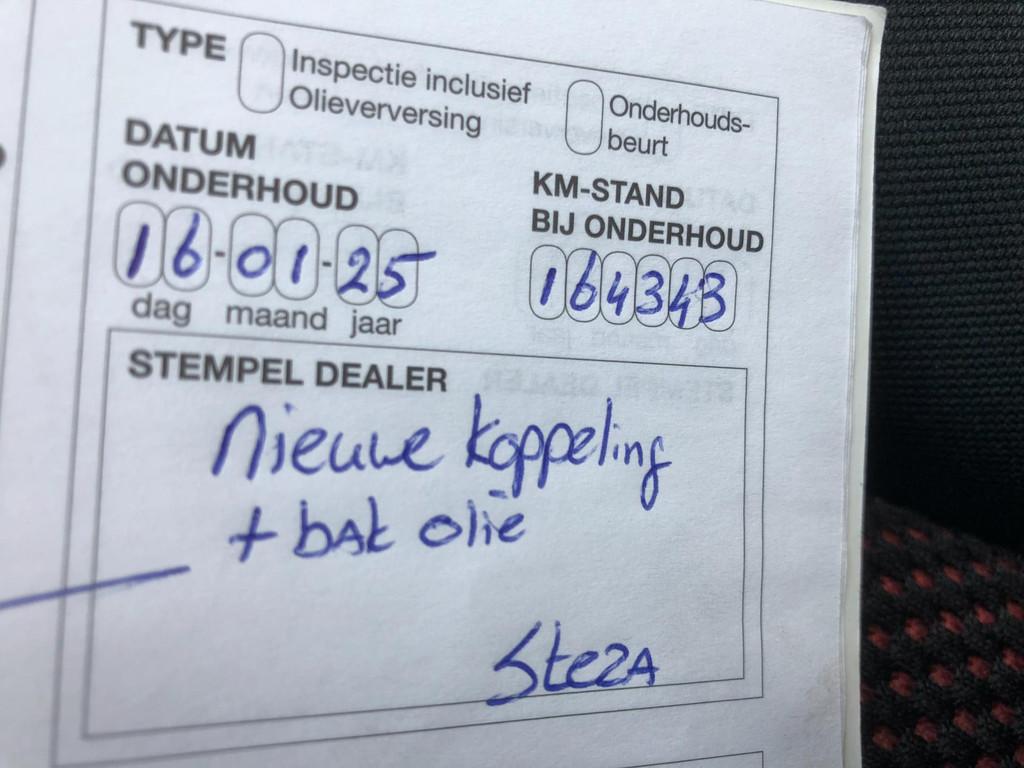 TYPE Inspectie inclusief Olieverversing Onderhouds-beurt
DATUM ONDERHOUD
16-01-25
dag maand jaar
KM-STAND BIJ ONDERHOUD
164343
STEMPEL DEALER
Nieuwe koppeling
+ bak olie
SteZA